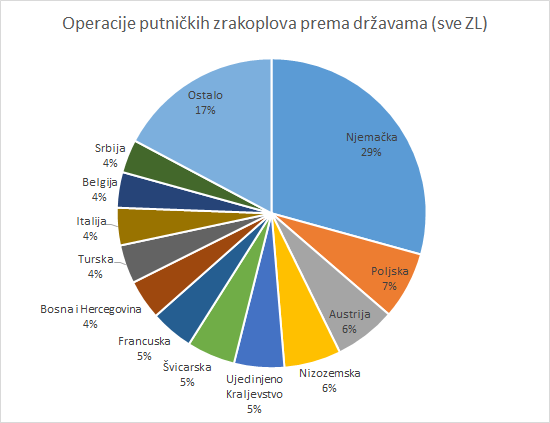 Operacije putničkih zrakoplova prema državama (sve ZL)
Njemačka
29%
Poljska
7%
Austrija
6%
Nizozemska
6%
Ujedinjeno
Kraljevstvo
5%
Švicarska
5%
Francuska
5%
Bosna i Hercegovina
4%
Turska
4%
Italija
4%
Belgija
4%
Srbija
4%
Ostalo
17%